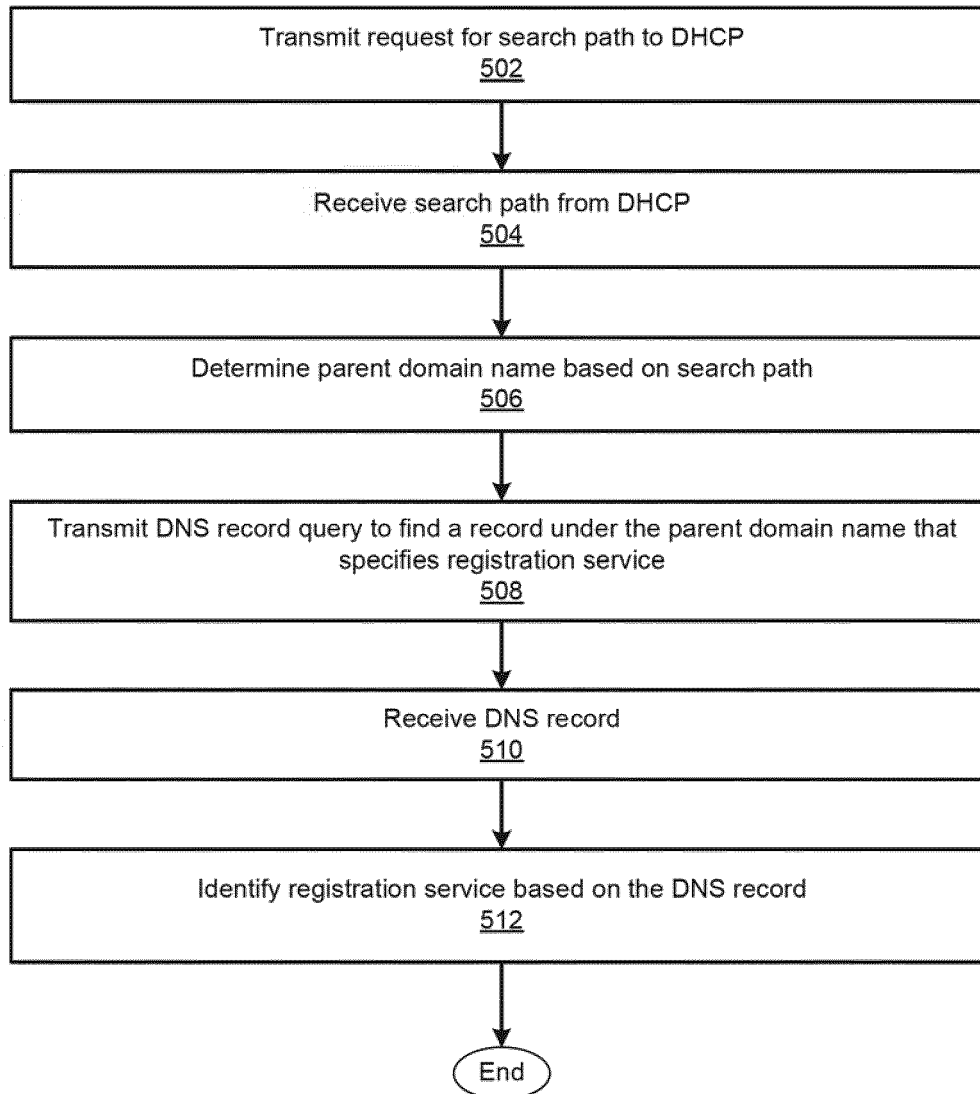 Transmit request for search path to DHCP
502
Receive search path from DHCP
504
Determine parent domain name based on search path
506
Transmit DNS record query to find a record under the parent domain name that
specifies registration service
508
Receive DNS record
510
Identify registration service based on the DNS record
512
End